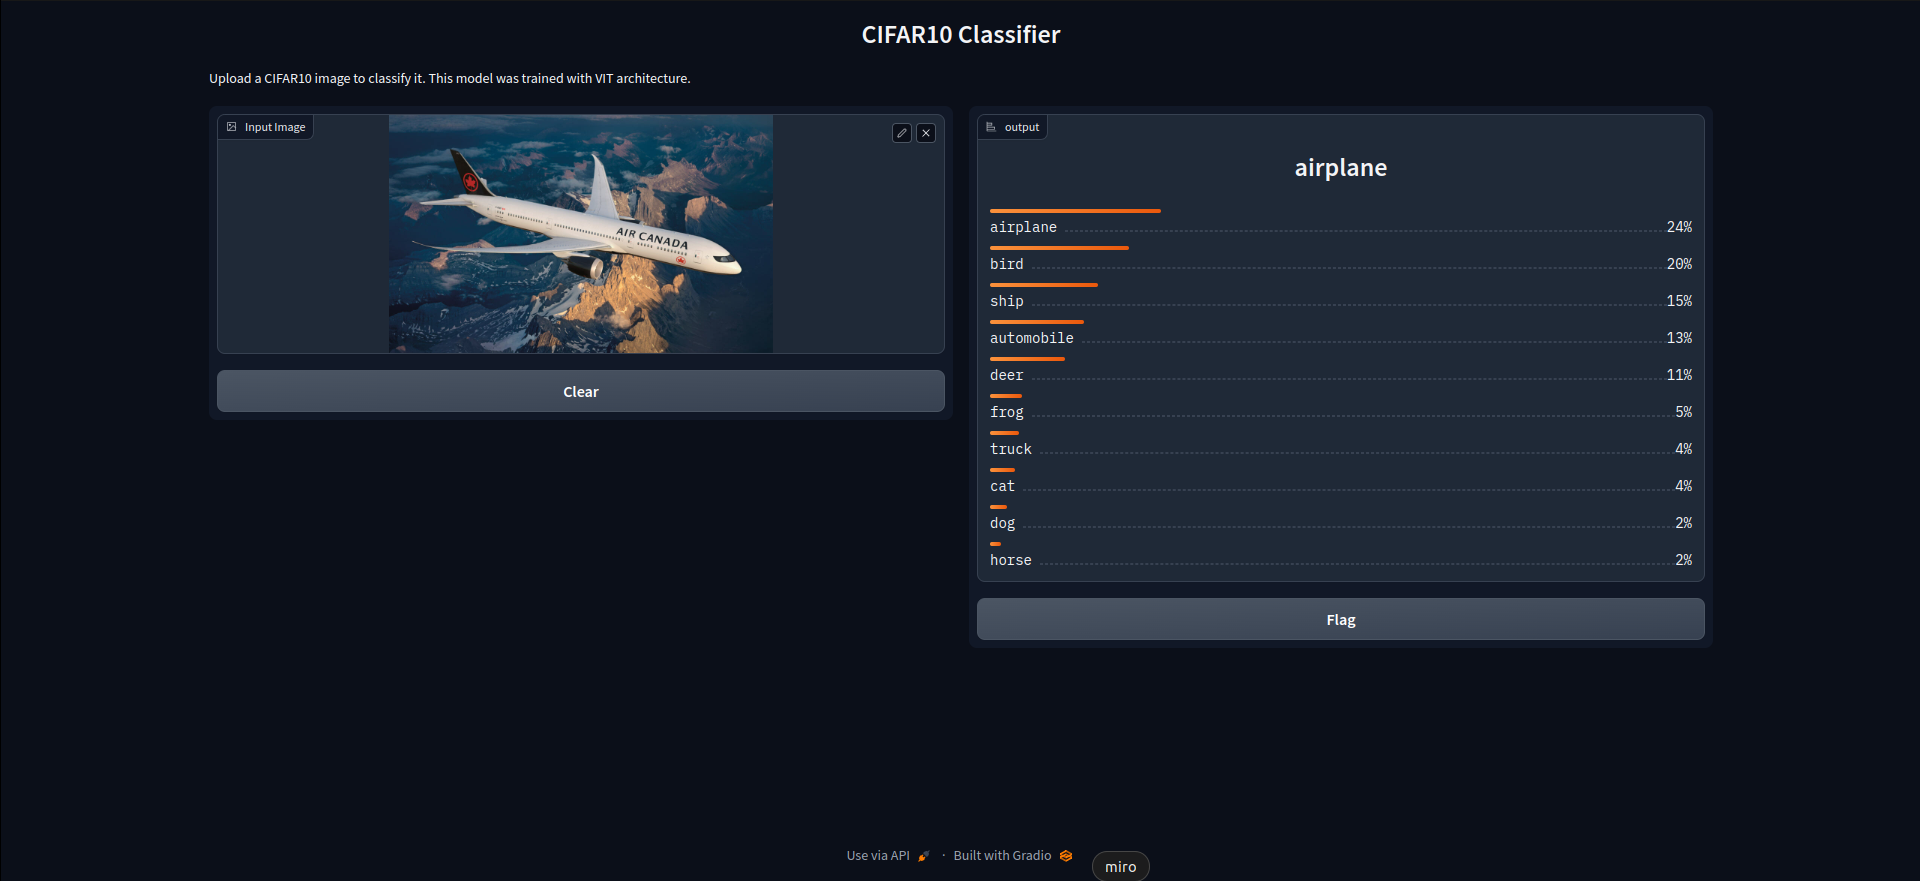 CIFAR10 Classifier
Upload a CIFAR10 image to classify it. This model was trained with VIT architecture.
Input Image
AIR CANADA
Clear
output
airplane
airplane 24%
bird 20%
ship 15%
automobile 13%
deer 11%
frog 5%
truck 4%
cat 4%
dog 2%
horse 2%
Flag
Use via API · Built with Gradio
miro